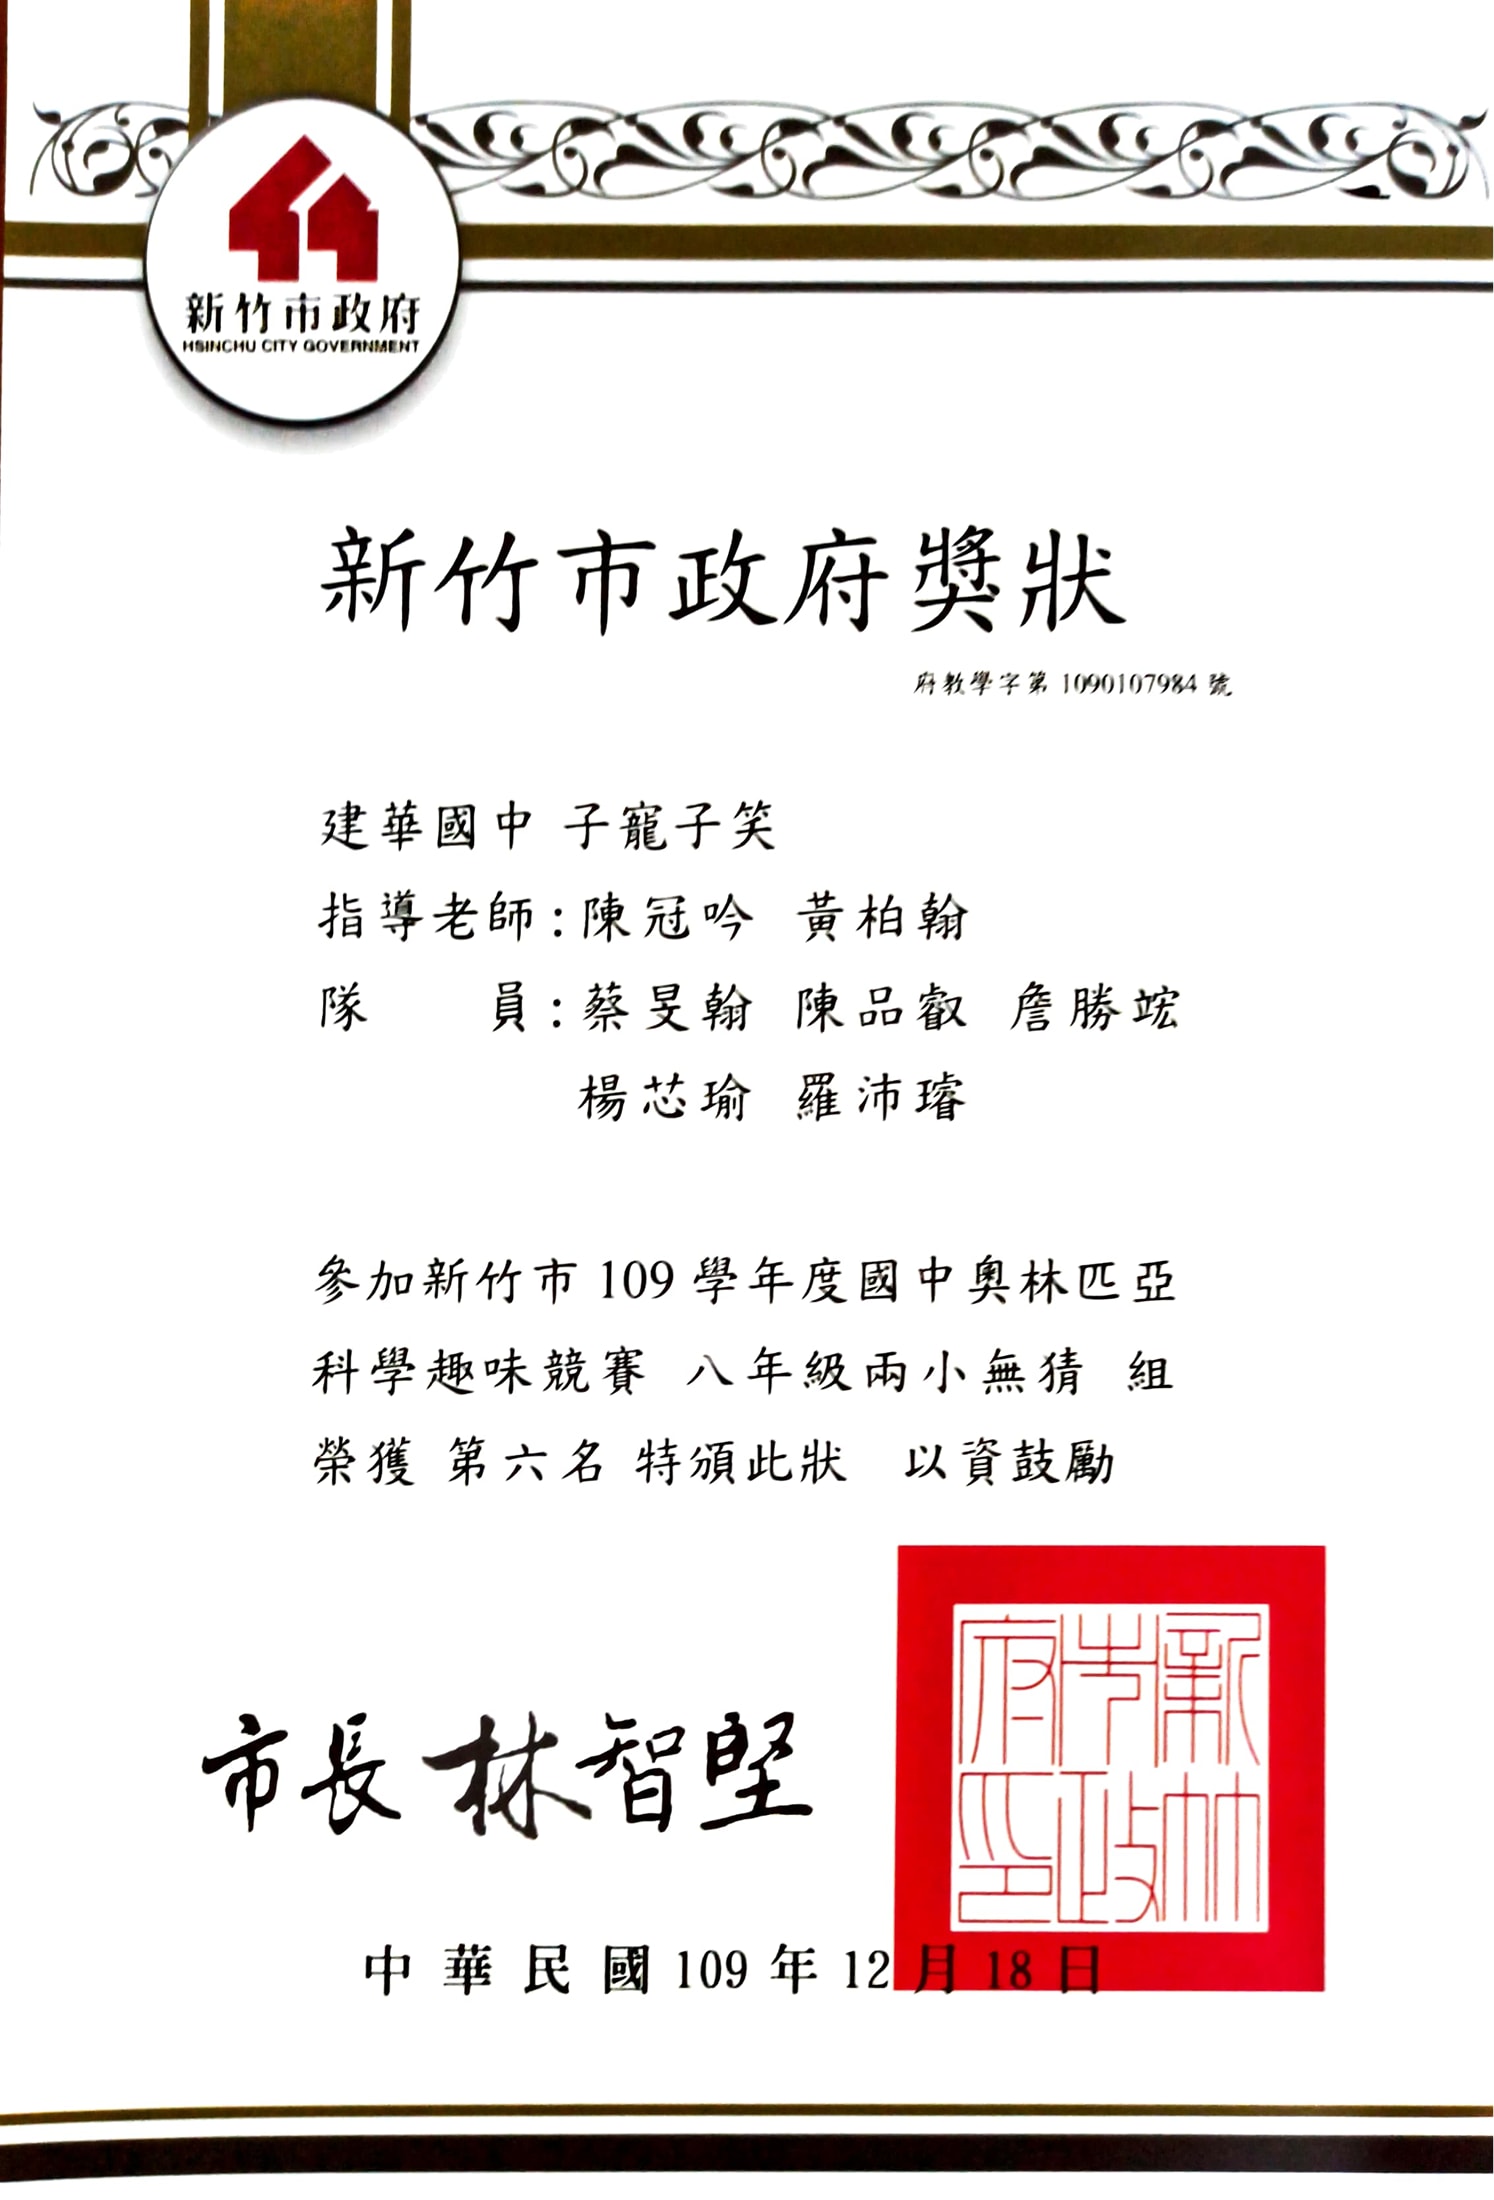 新竹市政府
HSINCHU CITY GOVERNMENT
新竹市政府獎狀
府教學字第 1090107984 號
建華國中 子寵子笑
指導老師:陳冠吟 黃柏翰
隊 員:蔡旻翰 陳品叡 詹勝竤
楊芯瑜 羅沛璿
參加新竹市 109 學年度國中奧林匹亞
科學趣味競賽 八年級兩小無猜 組
榮獲 第六名 特頒此狀 以資鼓勵
新竹市政府印
市長 林智堅
中華民國 109 年 12 月 18 日